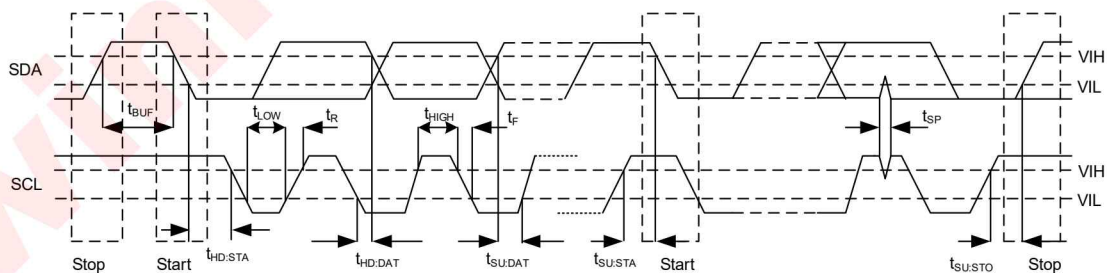 SDA
VIH
VIL
tBUF
tLOW
tR
tHIGH
tF
tSP
SCL
VIH
VIL
tHD:STA
tHD:DAT
tSU:DAT
tSU:STA
tSU:STO
Stop
Start
Start
Stop